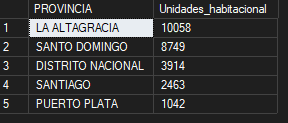 PROVINCIA Unidades_habitacional
1 LA ALTAGRACIA 10058
2 SANTO DOMINGO 8749
3 DISTRITO NACIONAL 3914
4 SANTIAGO 2463
5 PUERTO PLATA 1042